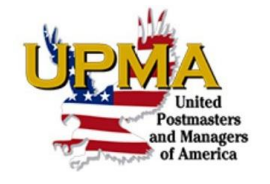 UPMA
United
Postmasters
and Managers
of America